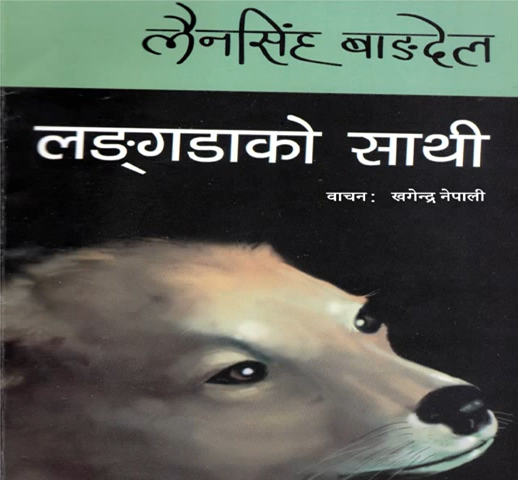 लैनसिंह बाङदेल
लङ्गडाको साथी
वाचन : खगेन्द्र नेपाली